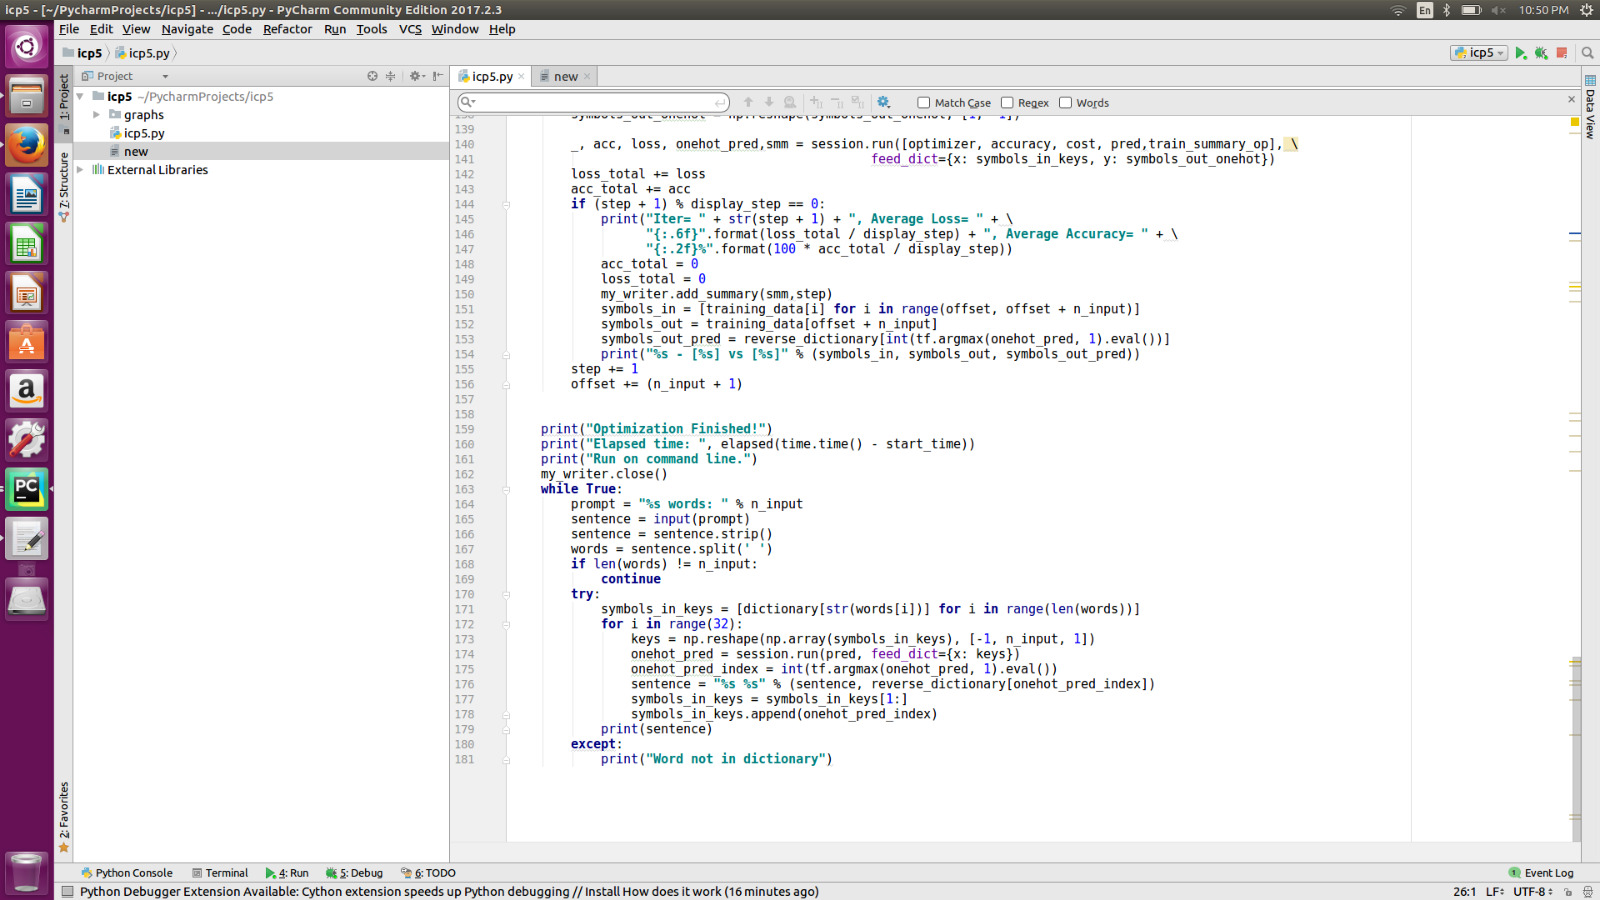 icp5 - [~/PycharmProjects/icp5] - .../icp5.py - PyCharm Community Edition 2017.2.3
En
10:50 PM
File Edit View Navigate Code Refactor Run Tools VCS Window Help
icp5 icp5.py
icp5
Project
icp5.py
new
1: Project
icp5 ~/PycharmProjects/icp5
graphs
icp5.py
new
External Libraries
7: Structure
2: Favorites
Match Case Regex Words
Data View
138 symbols_out_onehot = np.reshape(symbols_out_onehot, [1, -1])
139
140 _, acc, loss, onehot_pred,smm = session.run([optimizer, accuracy, cost, pred,train_summary_op], \
141 feed_dict={x: symbols_in_keys, y: symbols_out_onehot})
142 loss_total += loss
143 acc_total += acc
144 if (step + 1) % display_step == 0:
145 print("Iter= " + str(step + 1) + ", Average Loss= " + \
146 "{:.6f}".format(loss_total / display_step) + ", Average Accuracy= " + \
147 "{:.2f}%".format(100 * acc_total / display_step))
148 acc_total = 0
149 loss_total = 0
150 my_writer.add_summary(smm,step)
151 symbols_in = [training_data[i] for i in range(offset, offset + n_input)]
152 symbols_out = training_data[offset + n_input]
153 symbols_out_pred = reverse_dictionary[int(tf.argmax(onehot_pred, 1).eval())]
154 print("%s - [%s] vs [%s]" % (symbols_in, symbols_out, symbols_out_pred))
155 step += 1
156 offset += (n_input + 1)
157
158
159 print("Optimization Finished!")
160 print("Elapsed time: ", elapsed(time.time() - start_time))
161 print("Run on command line.")
162 my_writer.close()
163 while True:
164 prompt = "%s words: " % n_input
165 sentence = input(prompt)
166 sentence = sentence.strip()
167 words = sentence.split(' ')
168 if len(words) != n_input:
169 continue
170 try:
171 symbols_in_keys = [dictionary[str(words[i])] for i in range(len(words))]
172 for i in range(32):
173 keys = np.reshape(np.array(symbols_in_keys), [-1, n_input, 1])
174 onehot_pred = session.run(pred, feed_dict={x: keys})
175 onehot_pred_index = int(tf.argmax(onehot_pred, 1).eval())
176 sentence = "%s %s" % (sentence, reverse_dictionary[onehot_pred_index])
177 symbols_in_keys = symbols_in_keys[1:]
178 symbols_in_keys.append(onehot_pred_index)
179 print(sentence)
180 except:
181 print("Word not in dictionary")
Python Console Terminal 4: Run 5: Debug 6: TODO
1 Event Log
Python Debugger Extension Available: Cython extension speeds up Python debugging // Install How does it work (16 minutes ago)
26:1 LF UTF-8
PC
a